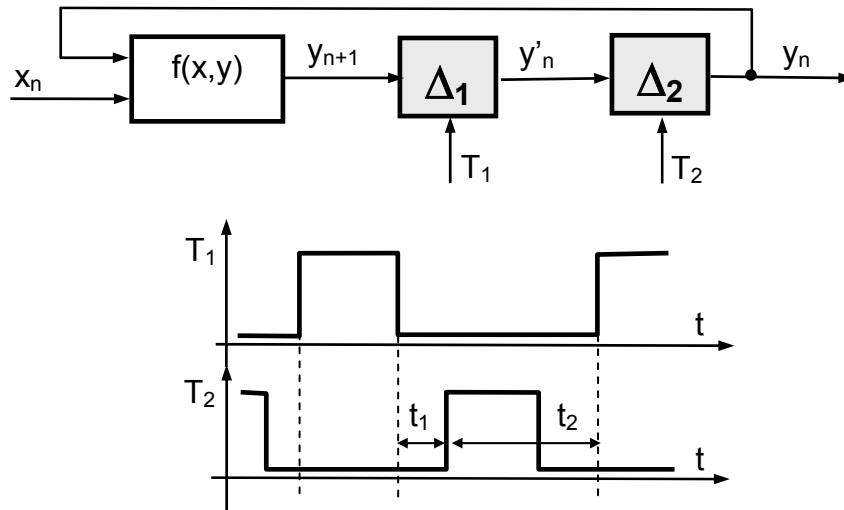 f(x,y)
xₙ
yₙ₊₁
Δ₁
y’ₙ
Δ₂
yₙ
T₁
T₂
T₁
t
T₂
t₁
t₂
t